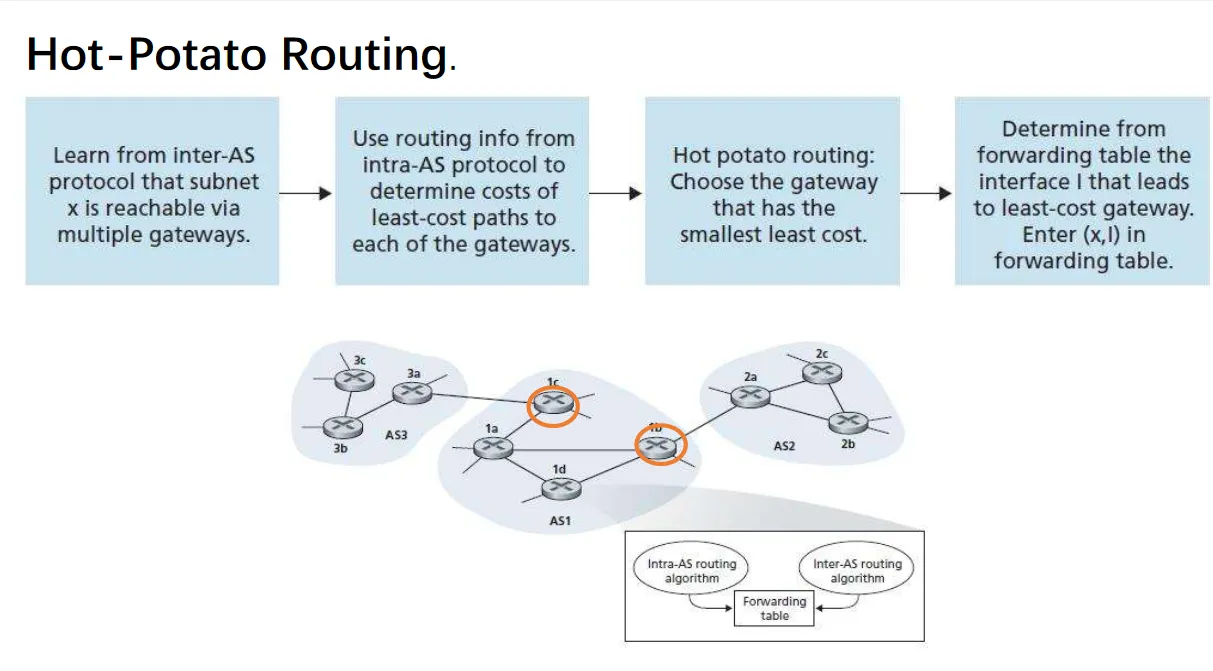 Hot-Potato Routing.
Learn from inter-AS
protocol that subnet
x is reachable via
multiple gateways.
Use routing info from
intra-AS protocol to
determine costs of
least-cost paths to
each of the gateways.
Hot potato routing:
Choose the gateway
that has the
smallest least cost.
Determine from
forwarding table the
interface I that leads
to least-cost gateway.
Enter (x,I) in
forwarding table.
3c
3a
3b
AS3
1c
1a
1b
1d
AS1
2a
2c
2b
AS2
Intra-AS routing
algorithm
Inter-AS routing
algorithm
Forwarding
table